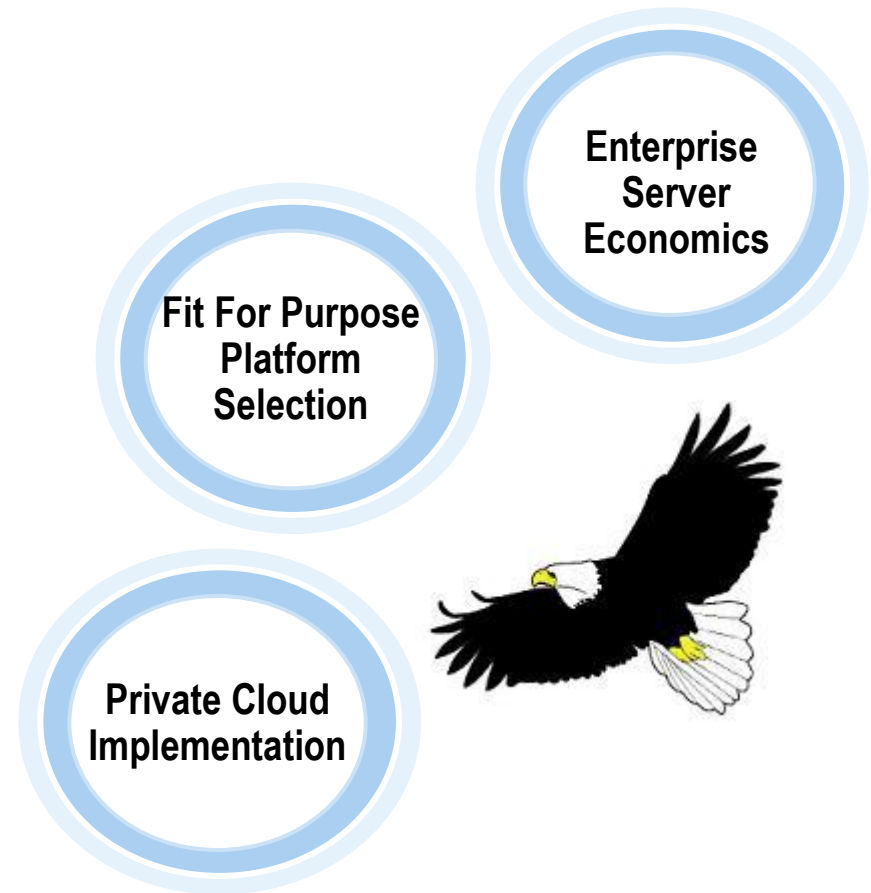 Enterprise
Server
Economics
Fit For Purpose
Platform
Selection
Private Cloud
Implementation